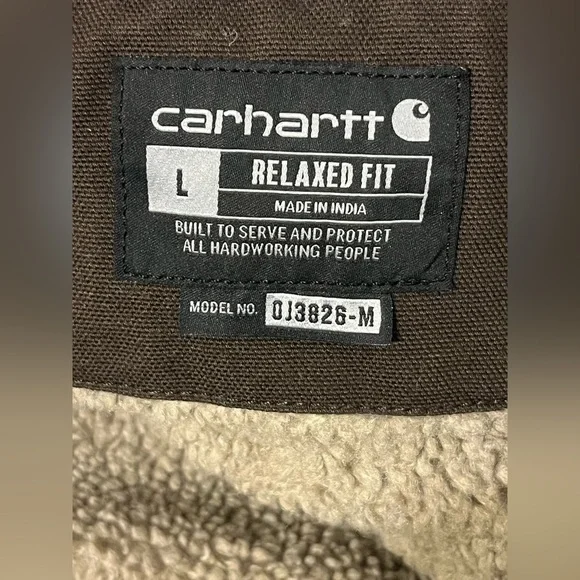 carhartt
L
RELAXED FIT
MADE IN INDIA
BUILT TO SERVE AND PROTECT
ALL HARDWORKING PEOPLE
MODEL NO. OJ3826-M